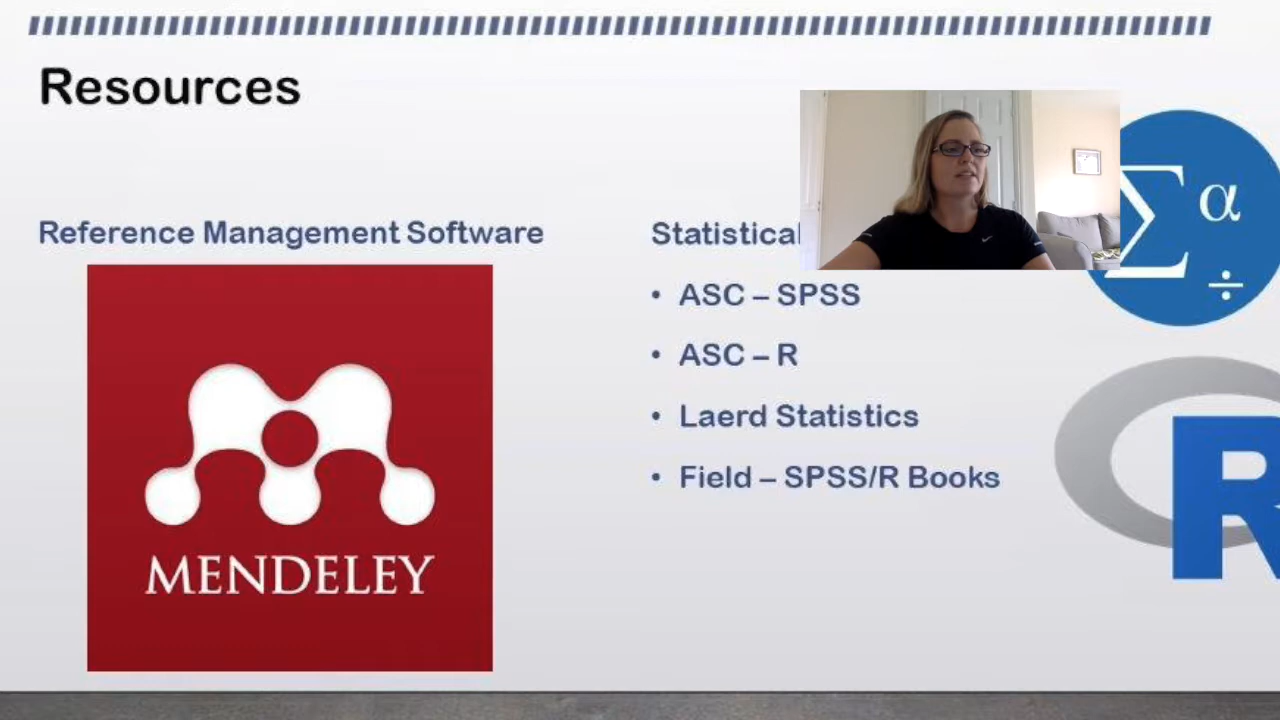 Resources
Reference Management Software
MENDELEY
Statistical
• ASC – SPSS
• ASC – R
• Laerd Statistics
• Field – SPSS/R Books
Σ α ÷
R